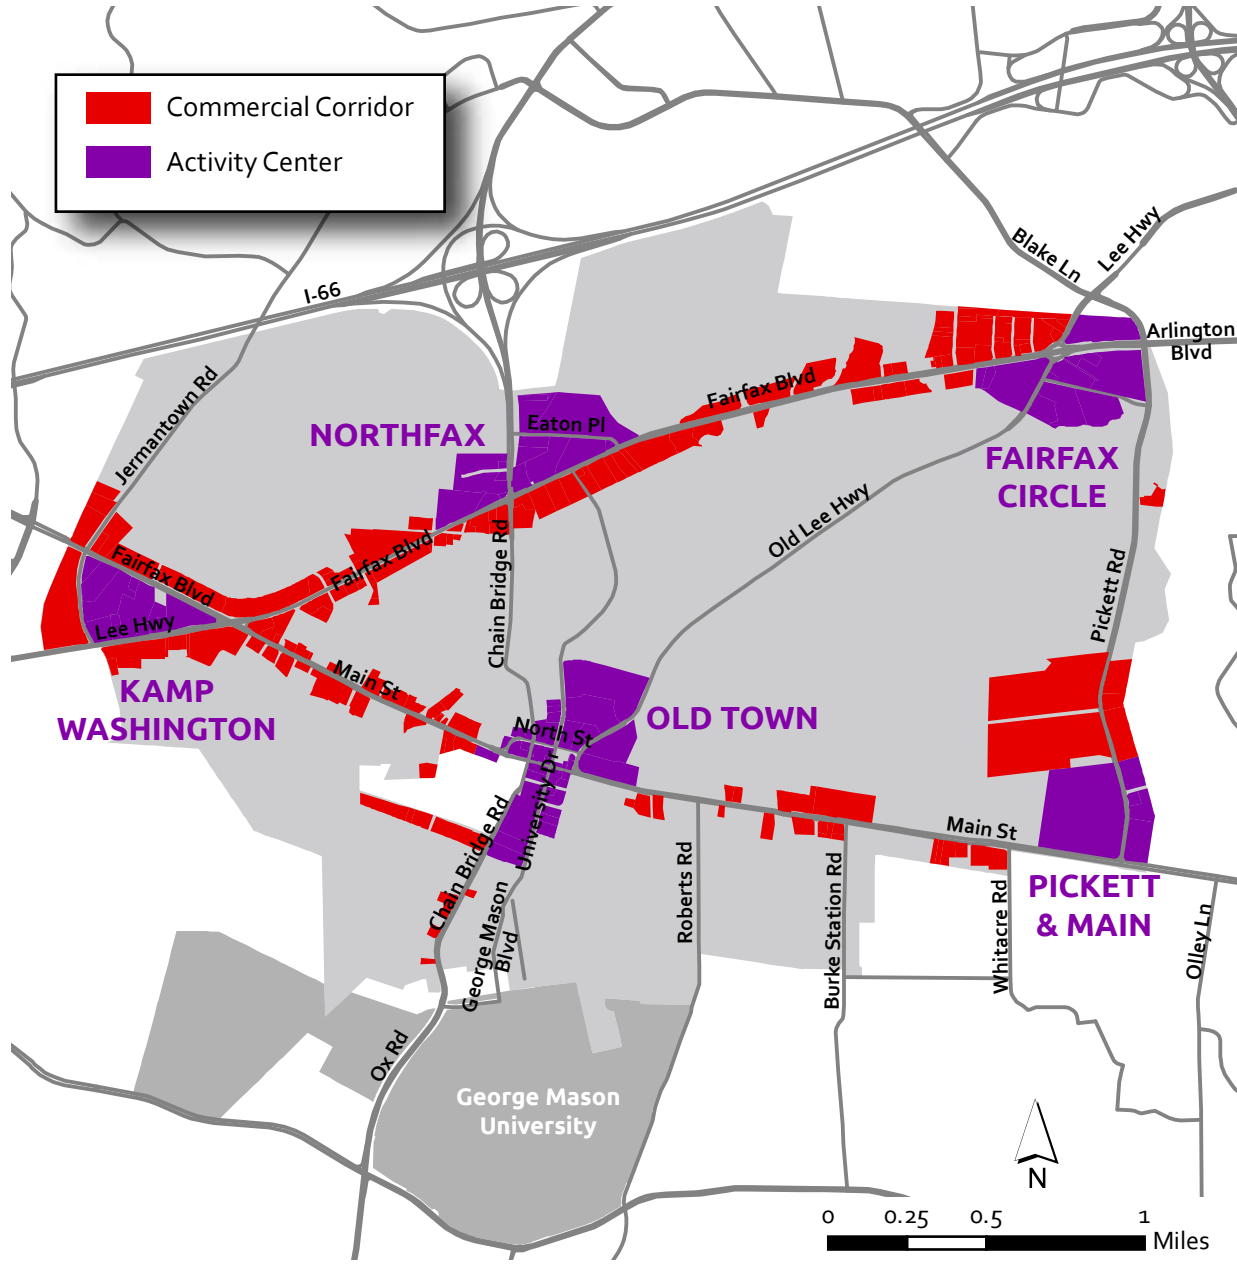 Commercial Corridor
Activity Center
I-66
Blake Ln
Lee Hwy
Arlington
Blvd
Jermantown Rd
NORTHFAX
Eaton Pl
Fairfax Blvd
FAIRFAX
CIRCLE
Old Lee Hwy
Chain Bridge Rd
Fairfax Blvd
Fairfax Blvd
Lee Hwy
Pickett Rd
KAMP
WASHINGTON
Main St
North St
OLD TOWN
University Dr
Chain Bridge Rd
Main St
PICKETT
& MAIN
George Mason
Blvd
Roberts Rd
Burke Station Rd
Whitacre Rd
Olley Ln
Ox Rd
George Mason
University
N
0 0.25 0.5 1
Miles